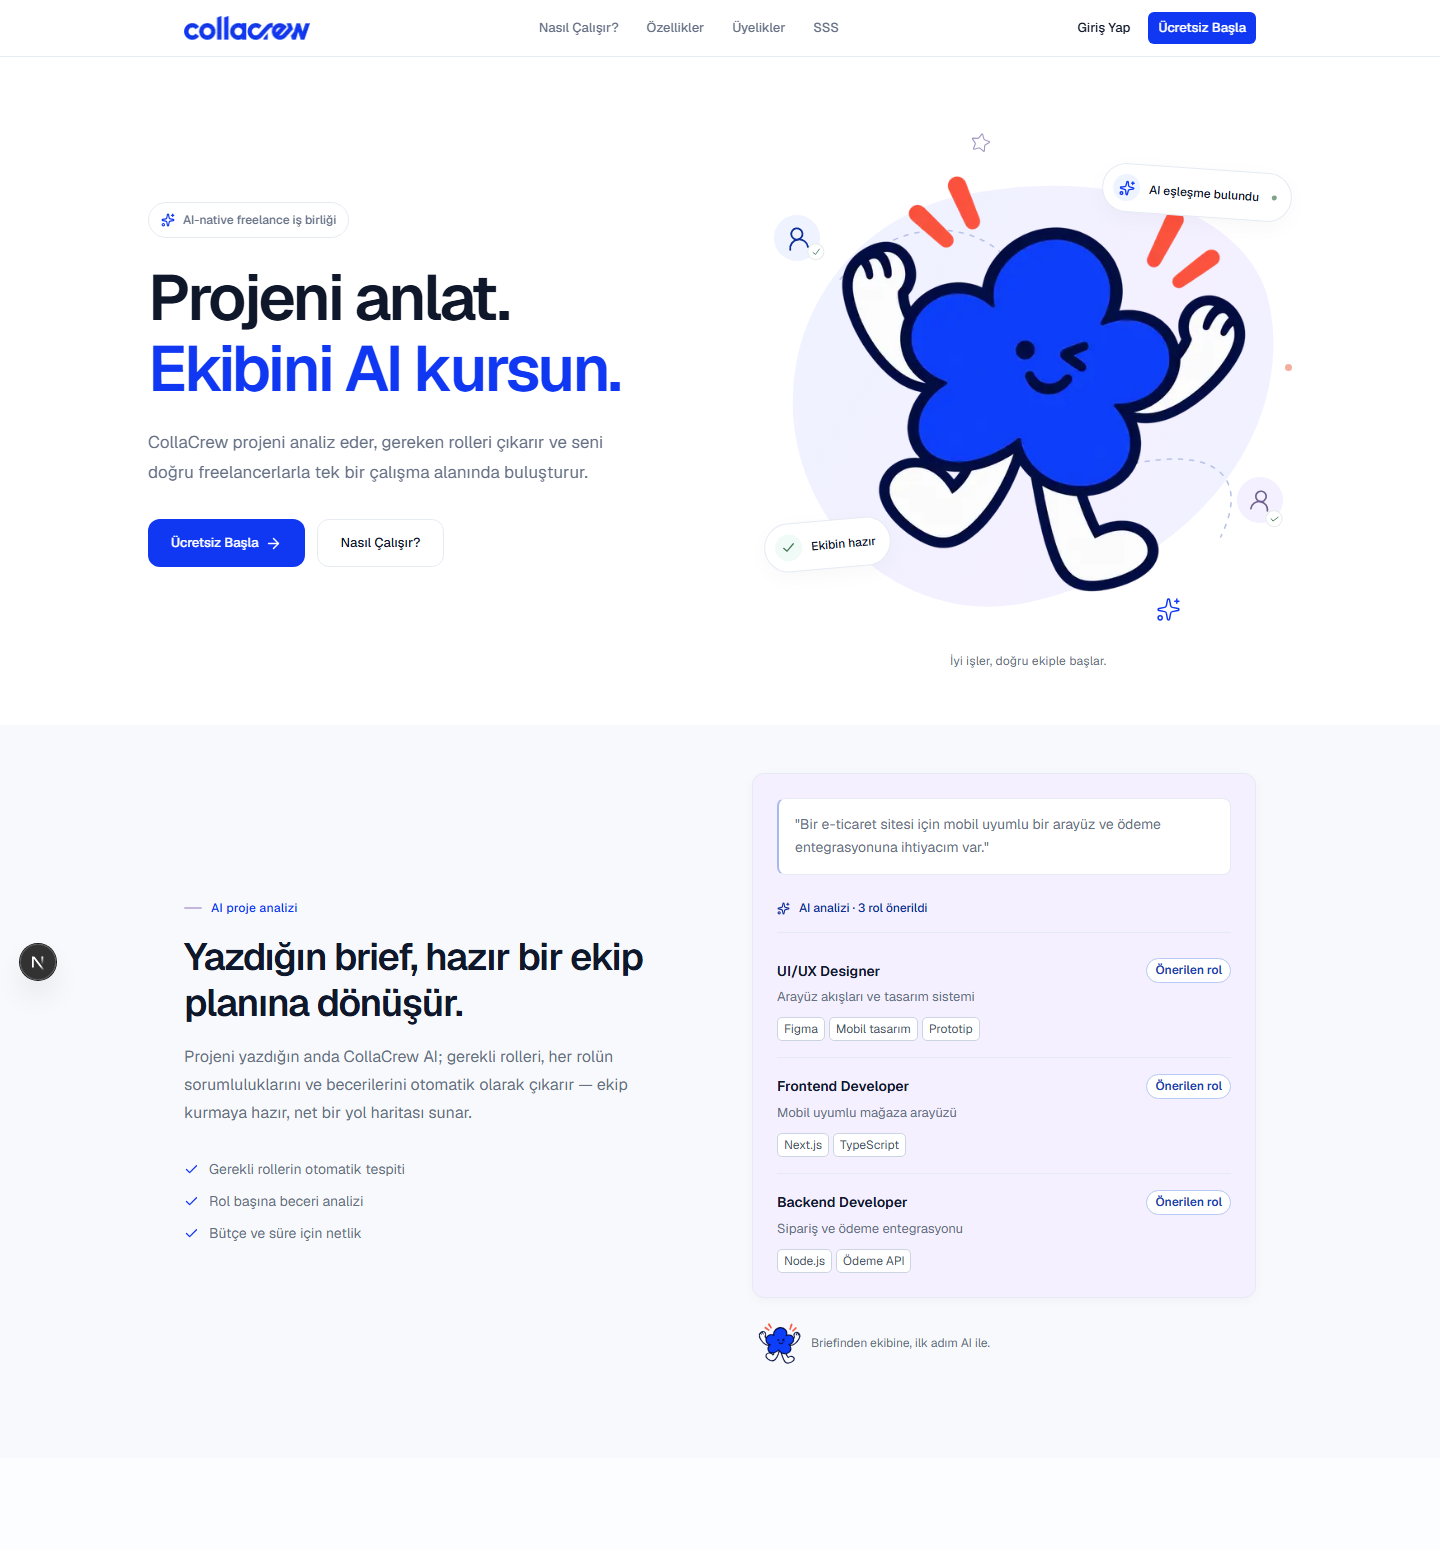 collacrew
Nasıl Çalışır?
Özellikler
Üyelikler
SSS
Giriş Yap
Ücretsiz Başla
AI-native freelance iş birliği
Projeni anlat.
Ekibini AI kursun.
CollaCrew projeni analiz eder, gereken rolleri çıkarır ve seni
doğru freelancerlarla tek bir çalışma alanında buluşturur.
Ücretsiz Başla
Nasıl Çalışır?
AI eşleşme bulundu
Ekibin hazır
İyi işler, doğru ekiple başlar.
AI proje analizi
Yazdığın brief, hazır bir ekip
planına dönüşür.
Projeni yazdığın anda CollaCrew AI; gerekli rolleri, her rolün
sorumluluklarını ve becerilerini otomatik olarak çıkarır — ekip
kurmaya hazır, net bir yol haritası sunar.
Gerekli rollerin otomatik tespiti
Rol başına beceri analizi
Bütçe ve süre için netlik
"Bir e-ticaret sitesi için mobil uyumlu bir arayüz ve ödeme
entegrasyonuna ihtiyacım var."
AI analizi · 3 rol önerildi
UI/UX Designer
Önerilen rol
Arayüz akışları ve tasarım sistemi
Figma
Mobil tasarım
Prototip
Frontend Developer
Önerilen rol
Mobil uyumlu mağaza arayüzü
Next.js
TypeScript
Backend Developer
Önerilen rol
Sipariş ve ödeme entegrasyonu
Node.js
Ödeme API
Briefinden ekibine, ilk adım AI ile.
N